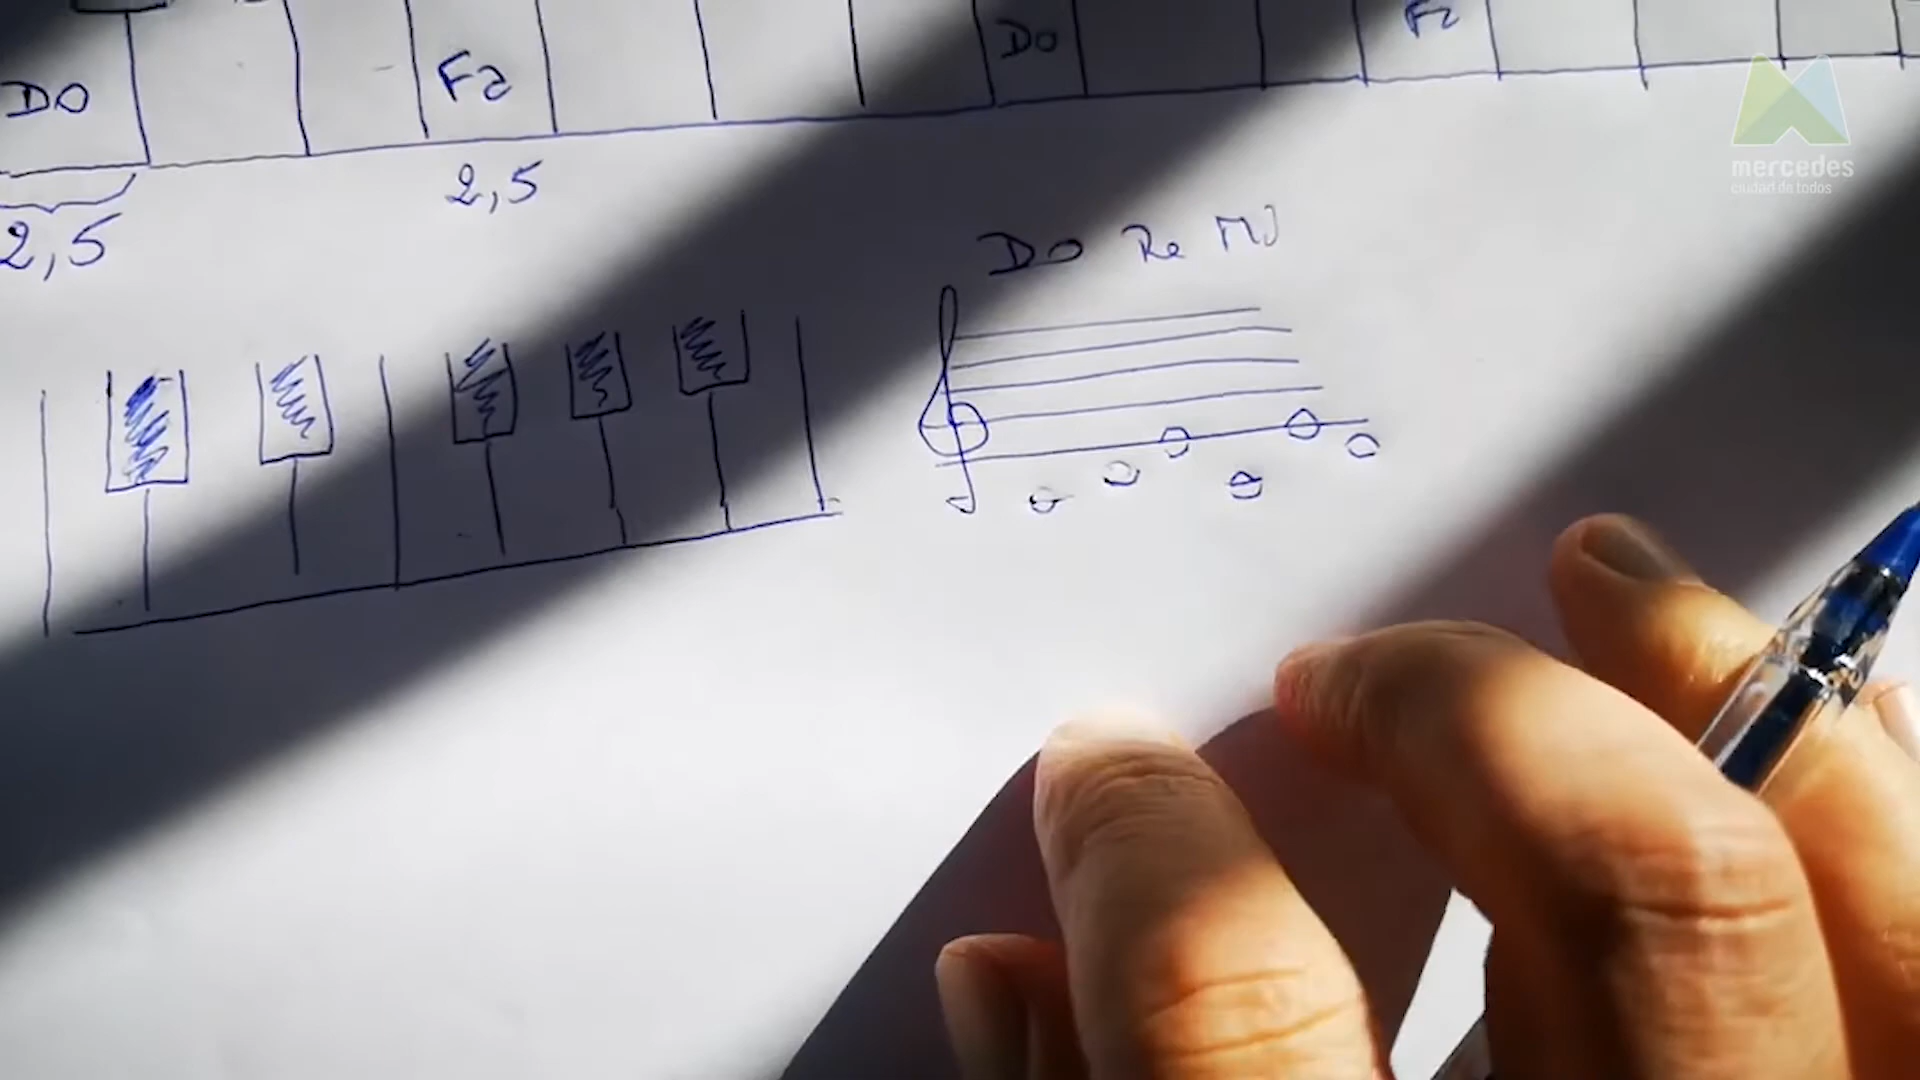 Do Fa Do Fa
2,5 2,5
Do Re Mi
mercedes
ciudad de todos